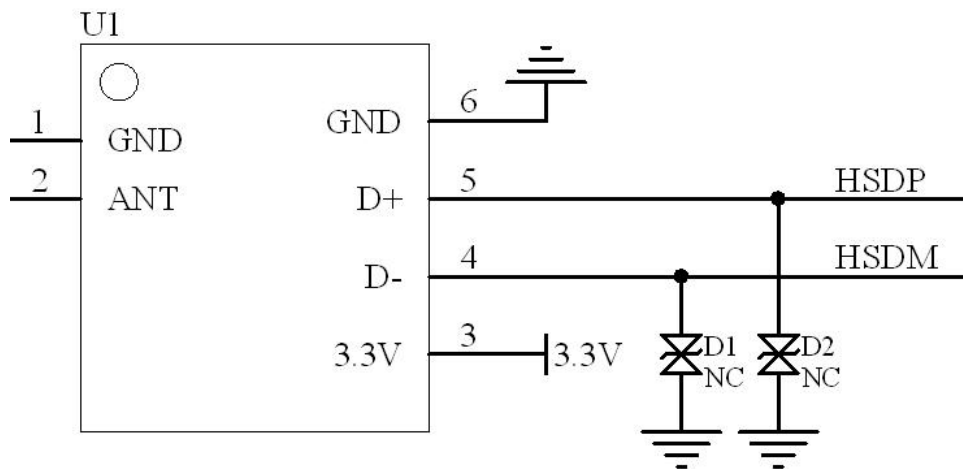 U1
6
1 GND
GND
2 ANT
5
HSDP
D+
4
HSDM
D-
3
3.3V
3.3V
D1
NC
D2
NC